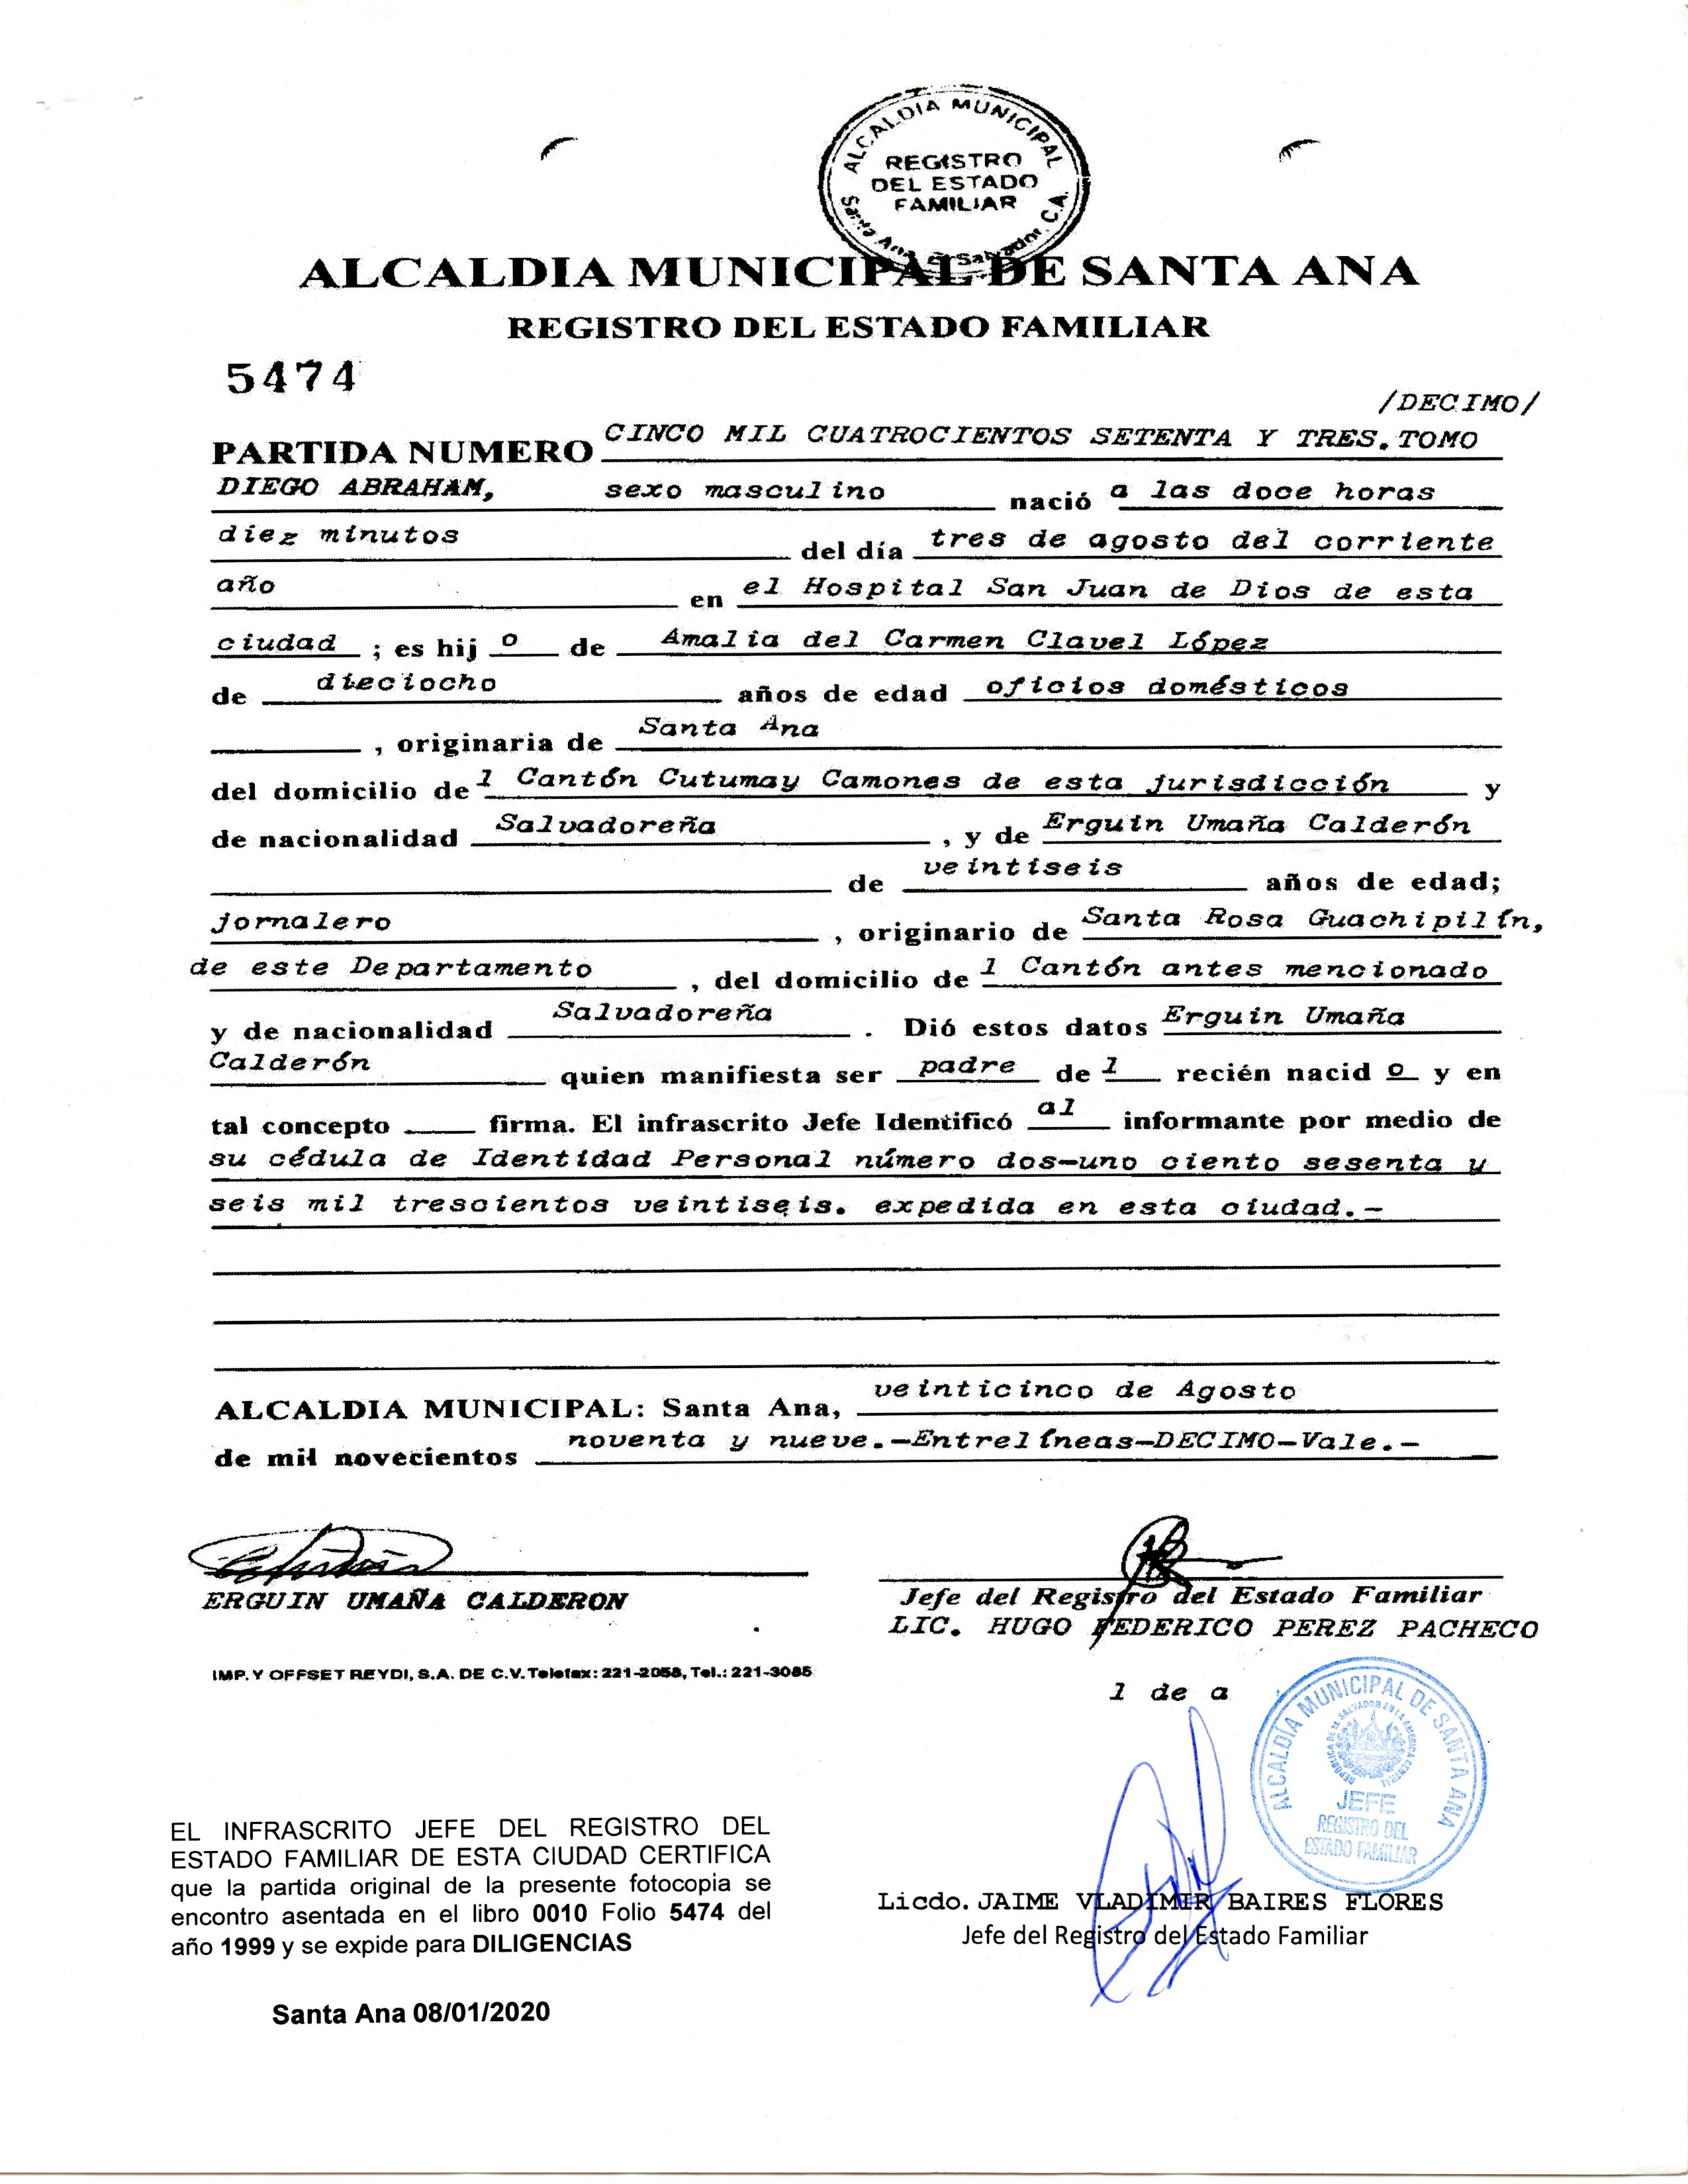 ALCALDIA MUNICIPAL
REGISTRO
DEL ESTADO
FAMILIAR
Santa Ana, El Salvador, C.A.
ALCALDIA MUNICIPAL DE SANTA ANA
REGISTRO DEL ESTADO FAMILIAR
5474
/DECIMO/
PARTIDA NUMERO CINCO MIL CUATROCIENTOS SETENTA Y TRES. TOMO
DIEGO ABRAHAM, sexo masculino nació a las doce horas
diez minutos del día tres de agosto del corriente
año en el Hospital San Juan de Dios de esta
ciudad ; es hij o de Amalia del Carmen Clavel López
de dieciocho años de edad oficios domésticos
, originaria de Santa Ana
del domicilio de l Cantón Cutumay Camones de esta jurisdicción y
de nacionalidad Salvadoreña , y de Erguin Umaña Calderón
de veintiseis años de edad;
jornalero , originario de Santa Rosa Guachipilín,
de este Departamento , del domicilio de l Cantón antes mencionado
y de nacionalidad Salvadoreña . Dió estos datos Erguin Umaña
Calderón quien manifiesta ser padre de l recién nacid o y en
tal concepto firma. El infrascrito Jefe Identificó al informante por medio de
su cédula de Identidad Personal número dos-uno ciento sesenta y
seis mil trescientos veintiseis. expedida en esta ciudad.-
ALCALDIA MUNICIPAL: Santa Ana, veinticinco de Agosto
de mil novecientos noventa y nueve.-Entrelíneas-DECIMO-Vale.-
ERGUIN UMAÑA CALDERON
Jefe del Registro del Estado Familiar
LIC. HUGO FEDERICO PEREZ PACHECO
IMP. Y OFFSET REYDI, S.A. DE C.V. Telefax: 221-2058, Tel.: 221-3085
l de a
ALCALDÍA MUNICIPAL DE SANTA ANA
REPUBLICA DE EL SALVADOR EN LA AMERICA CENTRAL
JEFE
REGISTRO DEL
ESTADO FAMILIAR
EL INFRASCRITO JEFE DEL REGISTRO DEL
ESTADO FAMILIAR DE ESTA CIUDAD CERTIFICA
que la partida original de la presente fotocopia se
encontro asentada en el libro 0010 Folio 5474 del
año 1999 y se expide para DILIGENCIAS
Licdo. JAIME VLADIMIR BAIRES FLORES
Jefe del Registro del Estado Familiar
Santa Ana 08/01/2020